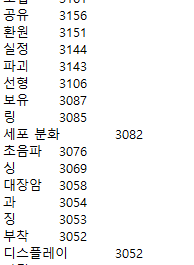 공유 3156
환원 3151
실정 3144
파괴 3143
선형 3106
보유 3087
링 3085
세포 분화 3082
초음파 3076
싱 3069
대장암 3058
과 3054
징 3053
부착 3052
디스플레이 3052